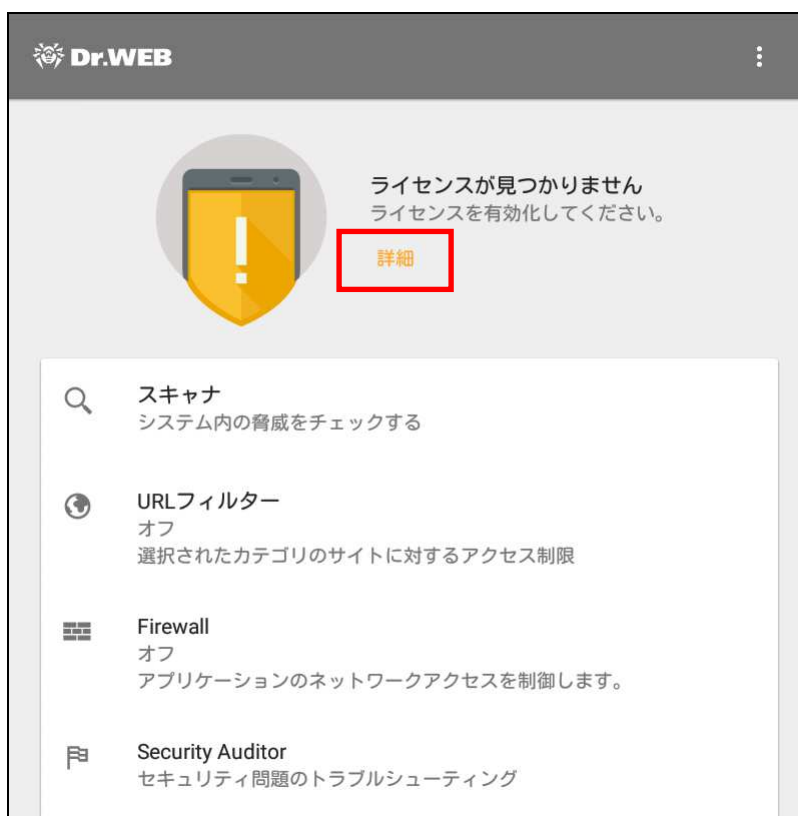 Dr.WEB
ライセンスが見つかりません
ライセンスを有効化してください。
詳細
スキャナ
システム内の脅威をチェックする
URLフィルター
オフ
選択されたカテゴリのサイトに対するアクセス制限
Firewall
オフ
アプリケーションのネットワークアクセスを制御します。
Security Auditor
セキュリティ問題のトラブルシューティング